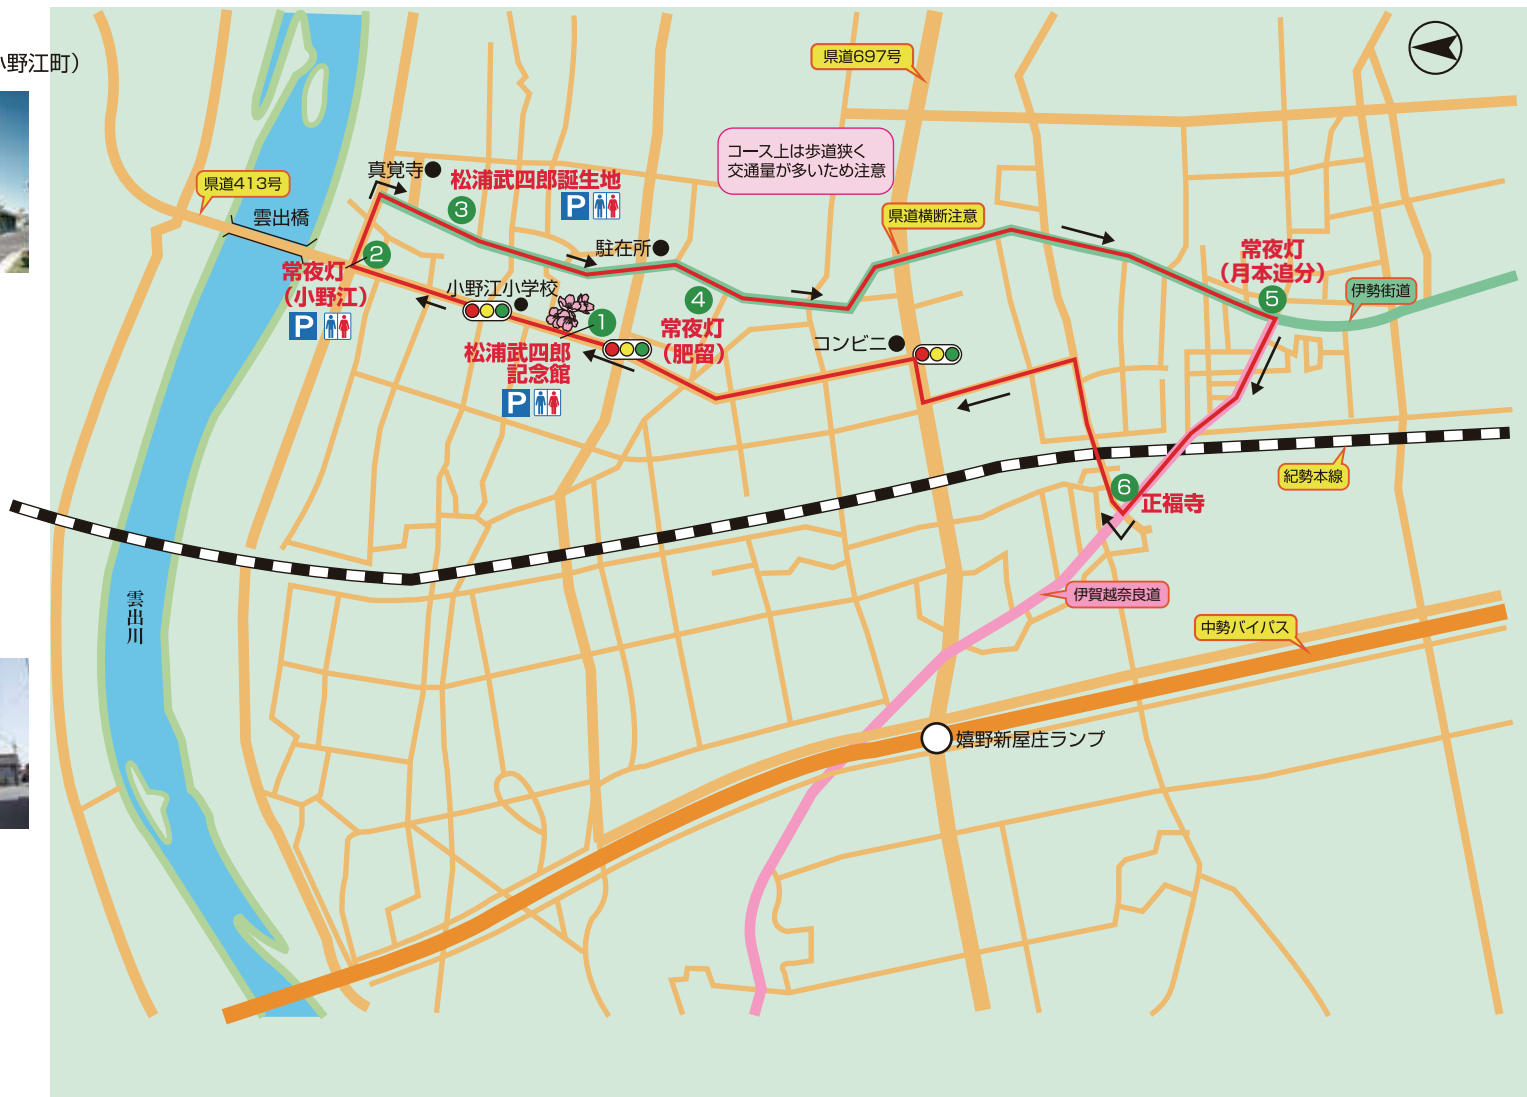 小野江町）
県道697号
コース上は歩道狭く
交通量が多いため注意
真覚寺
松浦武四郎誕生地
県道413号
3
P
雲出橋
県道横断注意
2
駐在所
常夜灯
（月本追分）
常夜灯
（小野江）
P
小野江小学校
4
5
伊勢街道
1
常夜灯
（肥留）
コンビニ
松浦武四郎
記念館
P
紀勢本線
6
正福寺
雲出川
伊賀越奈良道
中勢バイパス
嬉野新屋庄ランプ